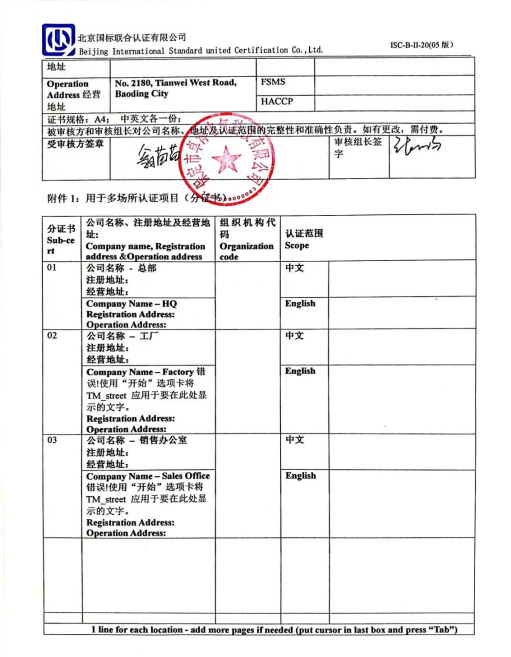 北京国标联合认证有限公司
Beijing International Standard united Certification Co.,Ltd.
ISC-B-II-20(05 版)
地址
Operation
Address 经营
地址
No. 2180, Tianwei West Road,
Baoding City
FSMS
HACCP
证书规格：A4； 中英文各一份；
被审核方和审核组长对公司名称、地址及认证范围的完整性和准确性负责。如有更改，需付费。
受审核方签章
审核组长签
字
附件 1：用于多场所认证项目（分证书）
分证书
Sub-ce
rt
公司名称、注册地址及经营地
址:
Company name, Registration
address &Operation address
组织机构代
码
Organization
code
认证范围
Scope
01
公司名称 - 总部
注册地址：
经营地址：
中文
Company Name – HQ
Registration Address:
Operation Address:
English
02
公司名称 – 工厂
注册地址：
经营地址：
中文
Company Name – Factory 错
误!使用“开始”选项卡将
TM_street 应用于要在此处显
示的文字。
Registration Address:
Operation Address:
English
03
公司名称 – 销售办公室
注册地址：
经营地址：
中文
Company Name – Sales Office
错误!使用“开始”选项卡将
TM_street 应用于要在此处显
示的文字。
Registration Address:
Operation Address:
English
1 line for each location - add more pages if needed (put cursor in last box and press “Tab”)